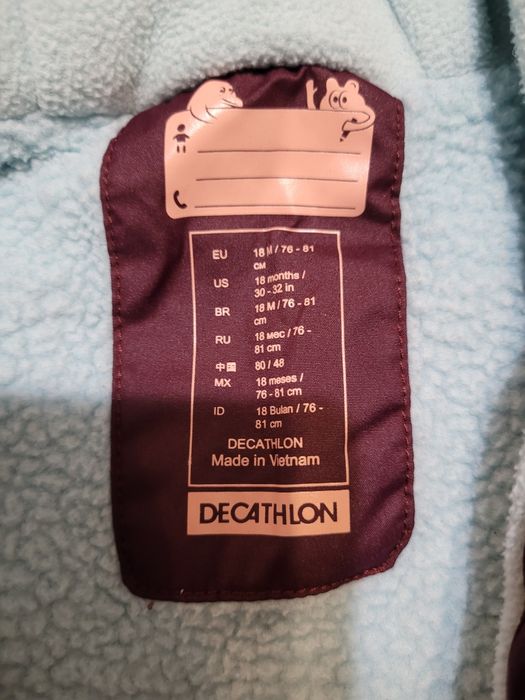 EU 18 M / 76 - 81
CM
US 18 months /
30 - 32 in
BR 18 M / 76 - 81
cm
RU 18 мес / 76 -
81 cm
中国 80 / 48
MX 18 meses /
76 - 81 cm
ID 18 Bulan / 76 -
81 cm
DECATHLON
Made in Vietnam
DECATHLON